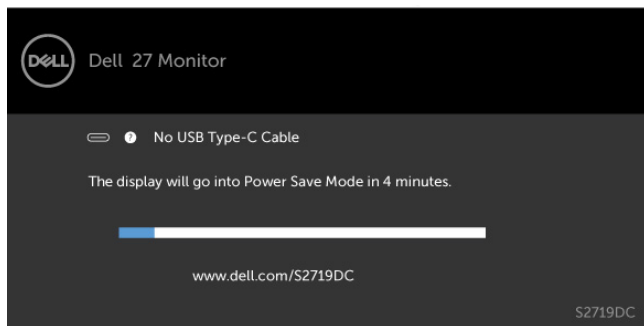 DELL
Dell 27 Monitor
? No USB Type-C Cable
The display will go into Power Save Mode in 4 minutes.
www.dell.com/S2719DC
S2719DC